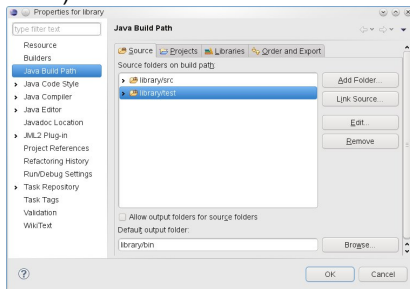 Properties for library
type filter text
Resource
Builders
Java Build Path
Java Code Style
Java Compiler
Java Editor
Javadoc Location
JML2 Plug-in
Project References
Refactoring History
Run/Debug Settings
Task Repository
Task Tags
Validation
WikiText
Java Build Path
Source Projects Libraries Order and Export
Source folders on build path:
library/src
library/test
Add Folder...
Link Source...
Edit...
Remove
Allow output folders for source folders
Default output folder:
library/bin
Browse...
?
OK Cancel